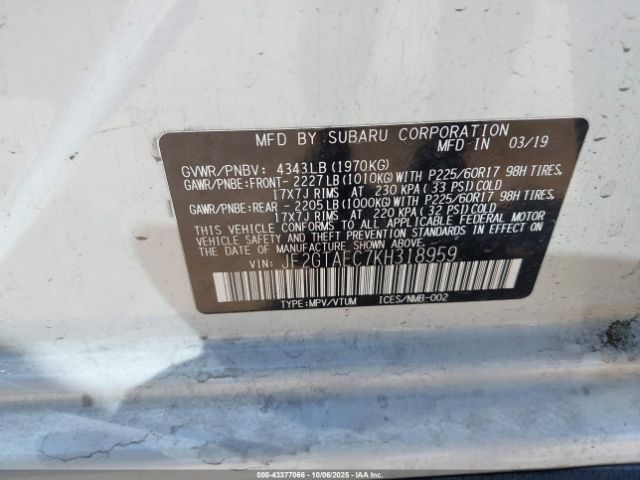 MFD BY SUBARU CORPORATION
MFD IN 03/19
GVWR/PNBV: 4343LB (1970KG)
GAWR/PNBE:FRONT- 2227LB (1010KG) WITH P225/60R17 98H TIRES,
17X7J RIMS AT 230 KPA (33 PSI) COLD
GAWR/PNBE:REAR - 2205LB (1000KG) WITH P225/60R17 98H TIRES,
17X7J RIMS AT 220 KPA (32 PSI) COLD
THIS VEHICLE CONFORMS TO ALL APPLICABLE FEDERAL MOTOR
VEHICLE SAFETY AND BUMPER STANDARDS IN EFFECT ON
THE DATE OF MANUFACTURE SHOWN ABOVE.
VIN: JF2GTAEC7KH318959
TYPE:MPV/VTUM ICES/NMB-002
000-43377066 - 10/06/2025 - IAA Inc.